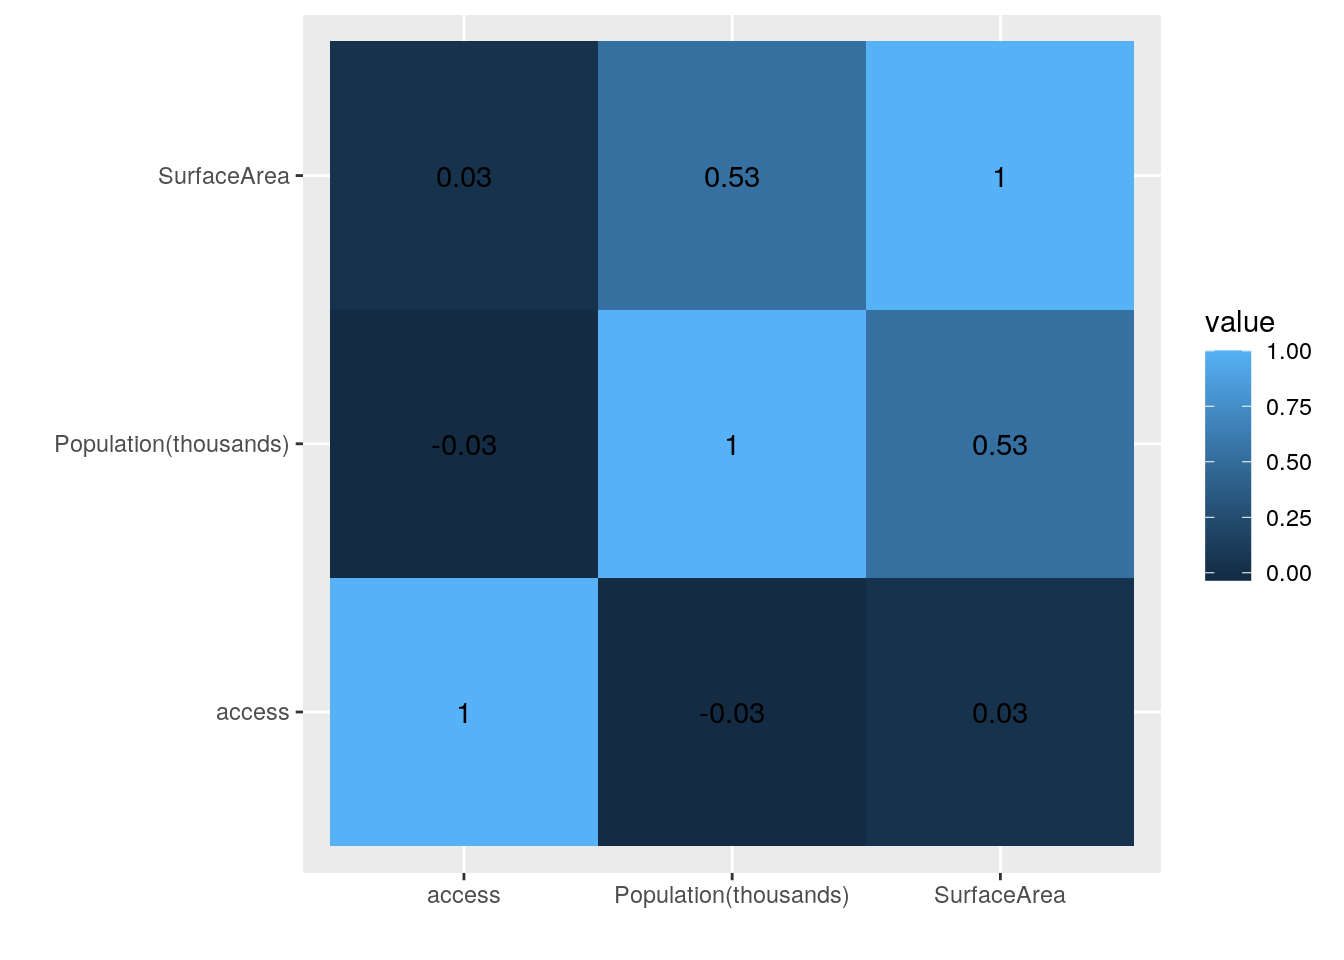 SurfaceArea
0.03 0.53 1
Population(thousands)
-0.03 1 0.53
access
1 -0.03 0.03
access Population(thousands) SurfaceArea
value
1.00
0.75
0.50
0.25
0.00